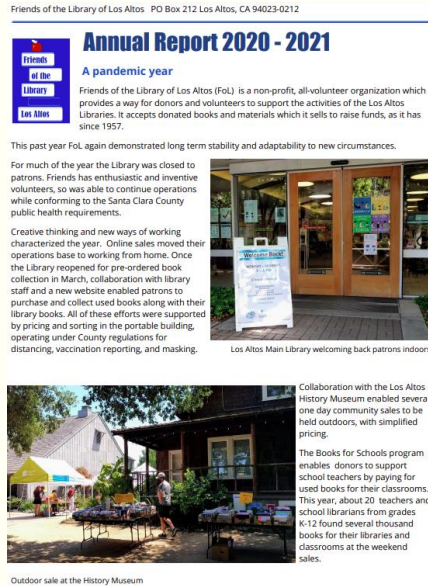 Friends of the Library of Los Altos PO Box 212 Los Altos, CA 94023-0212
Annual Report 2020 - 2021
Friends
of the
Library
Los Altos
A pandemic year
Friends of the Library of Los Altos (FoL) is a non-profit, all-volunteer organization which
provides a way for donors and volunteers to support the activities of the Los Altos
Libraries. It accepts donated books and materials which it sells to raise funds, as it has
since 1957.
This past year FoL again demonstrated long term stability and adaptability to new circumstances.
For much of the year the Library was closed to
patrons. Friends has enthusiastic and inventive
volunteers, so was able to continue operations
while conforming to the Santa Clara County
public health requirements.
Creative thinking and new ways of working
characterized the year. Online sales moved their
operations base to working from home. Once
the Library reopened for pre-ordered book
collection in March, collaboration with library
staff and a new website enabled patrons to
purchase and collect used books along with their
library books. All of these efforts were supported
by pricing and sorting in the portable building,
operating under County regulations for
distancing, vaccination reporting, and masking.
Welcome Back!
Los Altos Main Library welcoming back patrons indoors
Collaboration with the Los Altos
History Museum enabled severa
one day community sales to be
held outdoors, with simplified
pricing.
The Books for Schools program
enables donors to support
school teachers by paying for
used books for their classrooms.
This year, about 20 teachers and
school librarians from grades
K-12 found several thousand
books for their libraries and
classrooms at the weekend
sales.
Outdoor sale at the History Museum